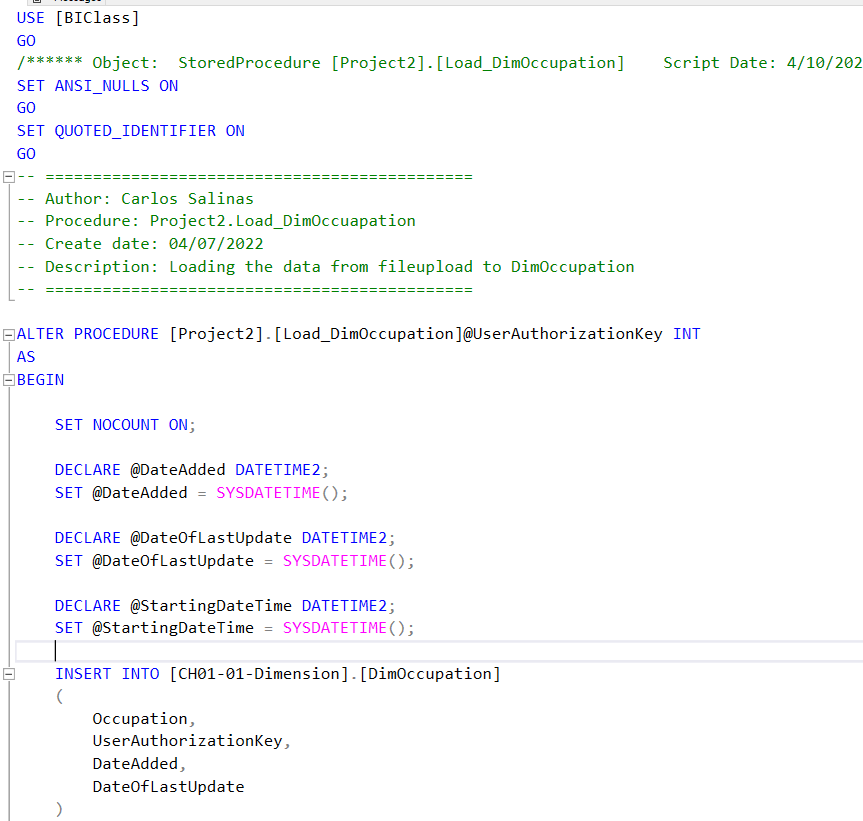 USE [BIClass]
GO
/****** Object:  StoredProcedure [Project2].[Load_DimOccupation]    Script Date: 4/10/202
SET ANSI_NULLS ON
GO
SET QUOTED_IDENTIFIER ON
GO
-- =============================================
-- Author: Carlos Salinas
-- Procedure: Project2.Load_DimOccuapation
-- Create date: 04/07/2022
-- Description: Loading the data from fileupload to DimOccupation
-- =============================================
ALTER PROCEDURE [Project2].[Load_DimOccupation]@UserAuthorizationKey INT
AS
BEGIN
SET NOCOUNT ON;
DECLARE @DateAdded DATETIME2;
SET @DateAdded = SYSDATETIME();
DECLARE @DateOfLastUpdate DATETIME2;
SET @DateOfLastUpdate = SYSDATETIME();
DECLARE @StartingDateTime DATETIME2;
SET @StartingDateTime = SYSDATETIME();
INSERT INTO [CH01-01-Dimension].[DimOccupation]
(
Occupation,
UserAuthorizationKey,
DateAdded,
DateOfLastUpdate
)